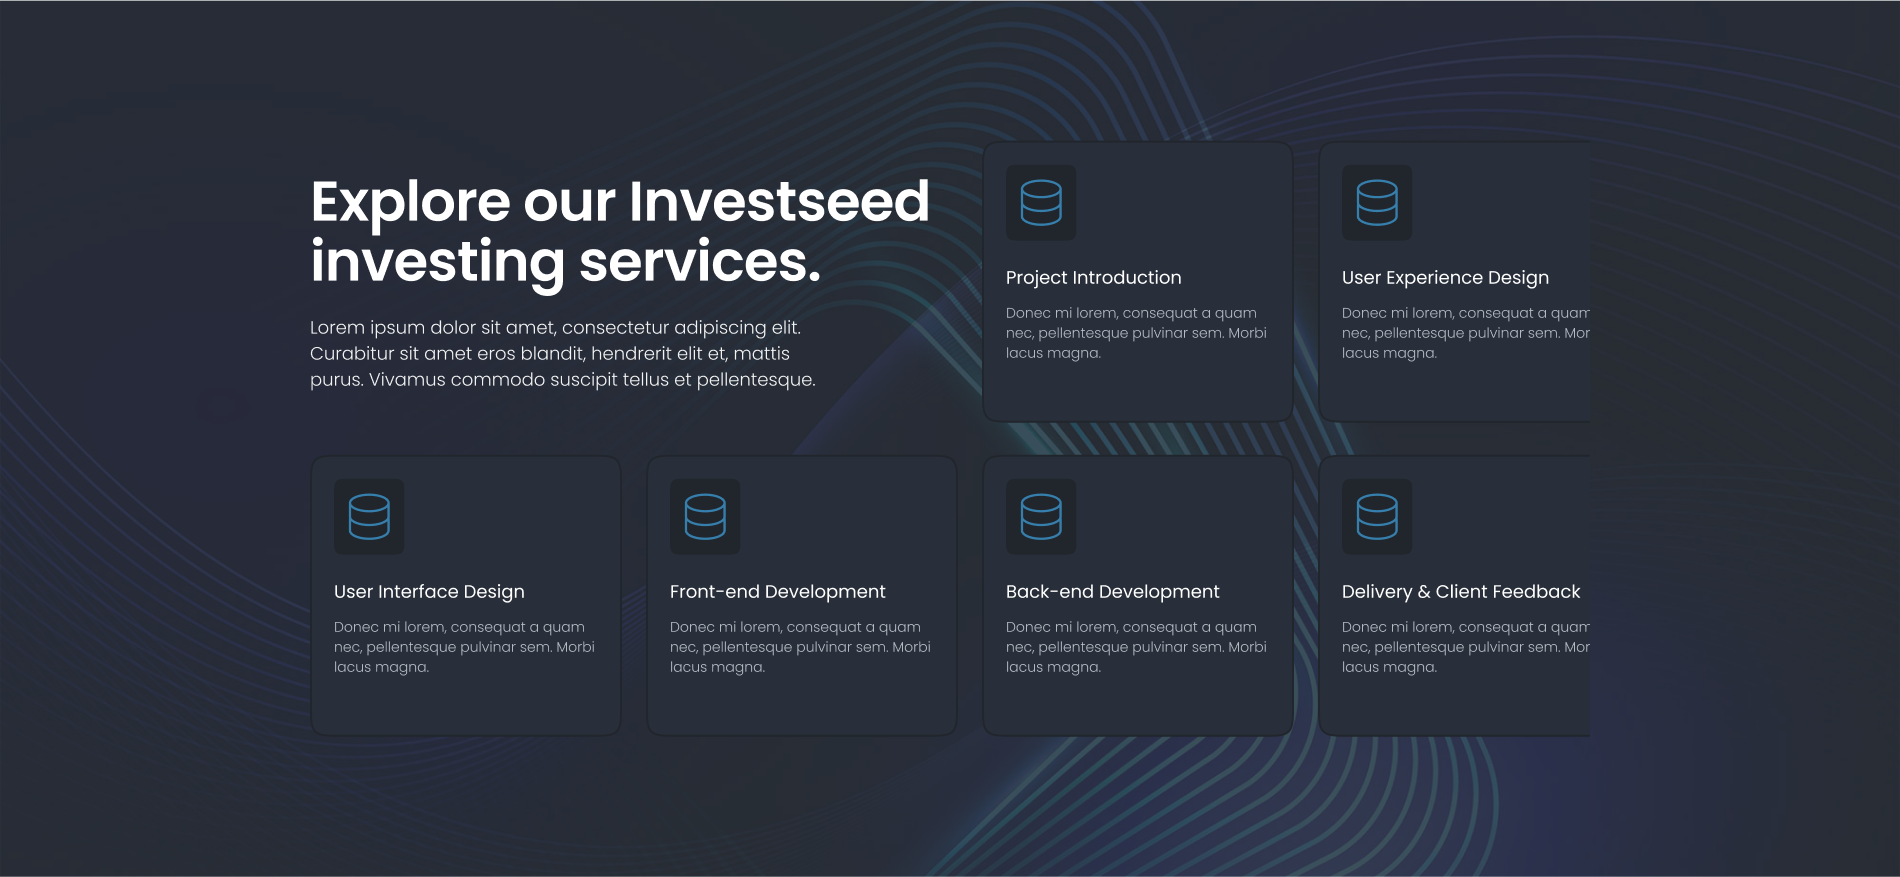 Explore our Investseed
investing services.
Lorem ipsum dolor sit amet, consectetur adipiscing elit.
Curabitur sit amet eros blandit, hendrerit elit et, mattis
purus. Vivamus commodo suscipit tellus et pellentesque.
Project Introduction
Donec mi lorem, consequat a quam
nec, pellentesque pulvinar sem. Morbi
lacus magna.
User Experience Design
Donec mi lorem, consequat a quam
nec, pellentesque pulvinar sem. Mor
lacus magna.
User Interface Design
Donec mi lorem, consequat a quam
nec, pellentesque pulvinar sem. Morbi
lacus magna.
Front-end Development
Donec mi lorem, consequat a quam
nec, pellentesque pulvinar sem. Morbi
lacus magna.
Back-end Development
Donec mi lorem, consequat a quam
nec, pellentesque pulvinar sem. Morbi
lacus magna.
Delivery & Client Feedback
Donec mi lorem, consequat a quam
nec, pellentesque pulvinar sem. Mor
lacus magna.